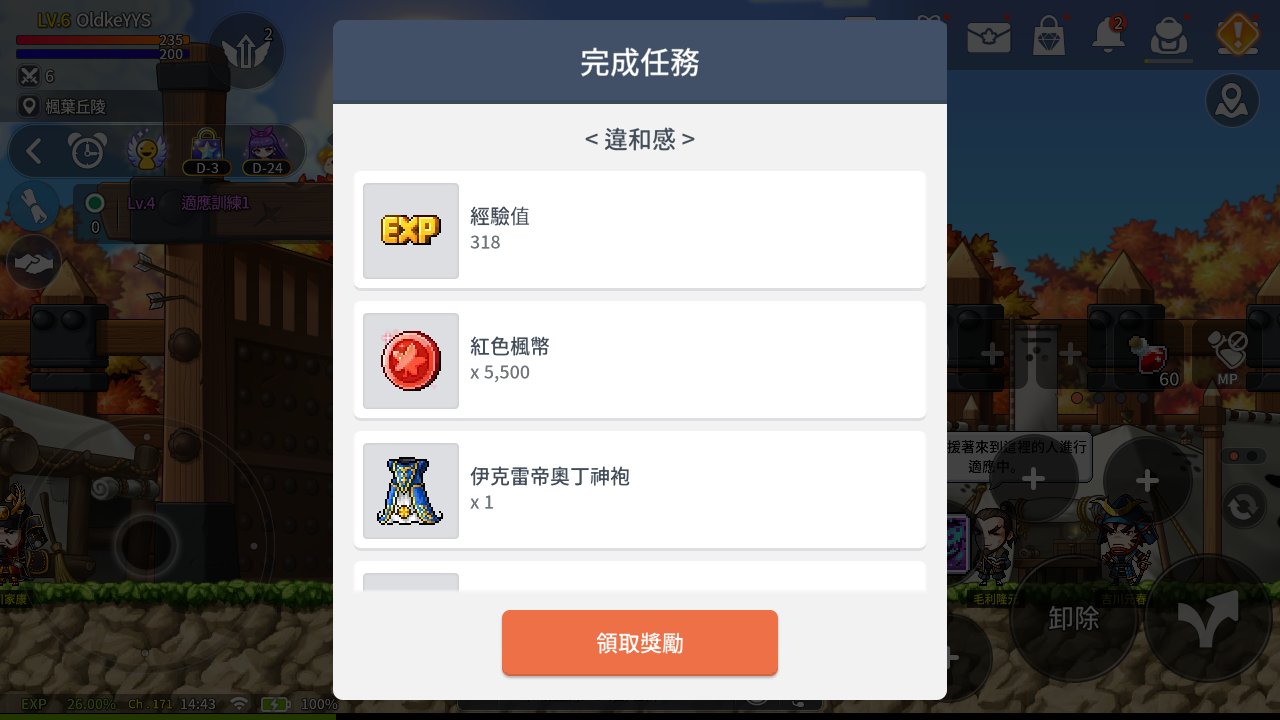 LV.6 OldkeYYS
235
200
2
6
楓葉丘陵
D-3
D-24
Lv.4 適應訓練1
0
2
完成任務
< 違和感 >
EXP
經驗值
318
紅色楓幣
x 5,500
伊克雷帝奧丁神袍
x 1
領取獎勵
60
MP
援著來到這裡的人進行
適應中。
川家康
毛利隆元
吉川元春
卸除
EXP 26.00% Ch.171 14:43 100%